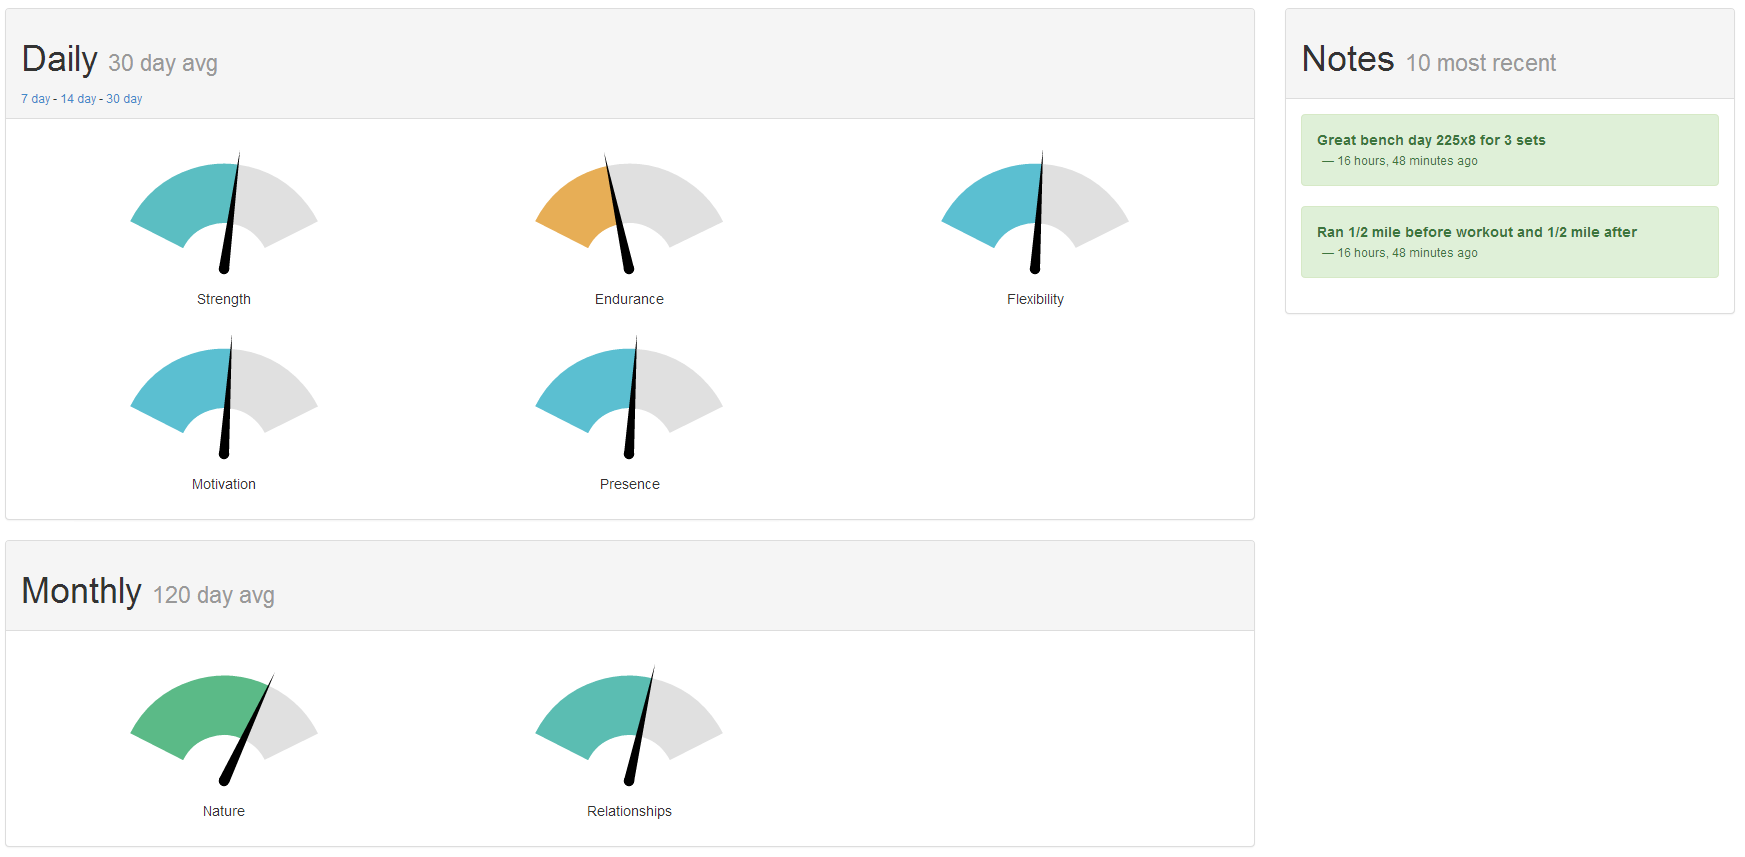 Daily 30 day avg
7 day - 14 day - 30 day
Strength
Endurance
Flexibility
Motivation
Presence
Monthly 120 day avg
Nature
Relationships
Notes 10 most recent
Great bench day 225x8 for 3 sets
— 16 hours, 48 minutes ago
Ran 1/2 mile before workout and 1/2 mile after
— 16 hours, 48 minutes ago